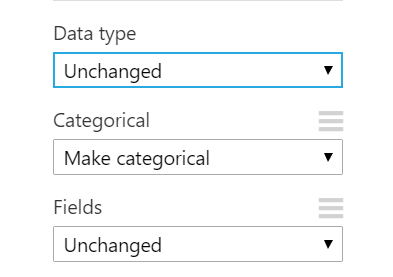 Data type
Unchanged
Categorical
Make categorical
Fields
Unchanged